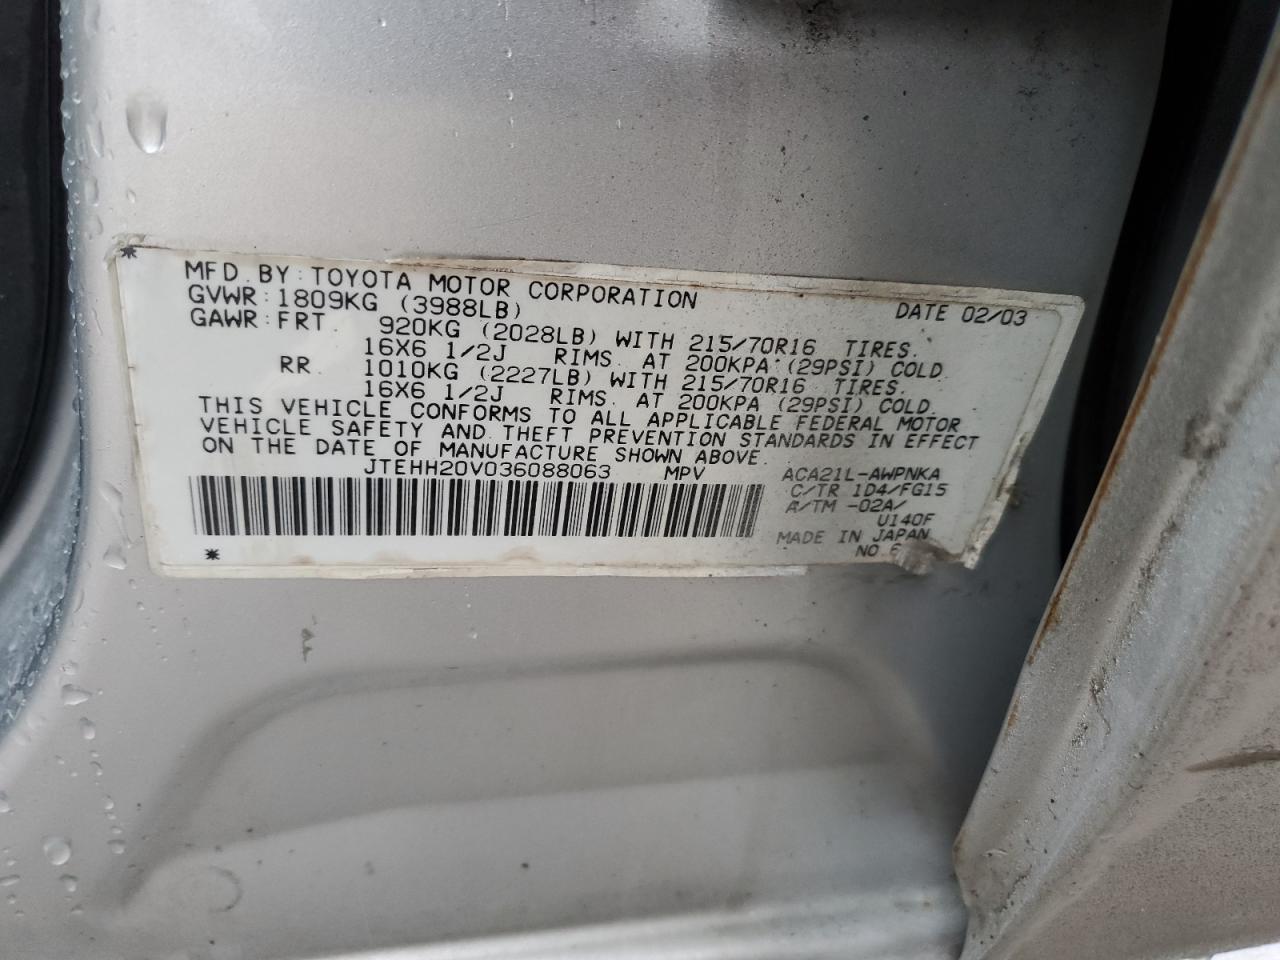 *
MFD. BY: TOYOTA MOTOR CORPORATION DATE 02/03
GVWR: 1809KG (3988LB)
GAWR: FRT. 920KG (2028LB) WITH 215/70R16 TIRES.
16X6 1/2J RIMS. AT 200KPA (29PSI) COLD
RR. 1010KG (2227LB) WITH 215/70R16 TIRES.
16X6 1/2J RIMS. AT 200KPA (29PSI) COLD.
THIS VEHICLE CONFORMS TO ALL APPLICABLE FEDERAL MOTOR
VEHICLE SAFETY AND THEFT PREVENTION STANDARDS IN EFFECT
ON THE DATE OF MANUFACTURE SHOWN ABOVE.
JTEHH20V036088063 MPV ACA21L-AWPNKA
C/TR 1D4/FG15
A/TM -02A/
U140F
MADE IN JAPAN
* NO.6